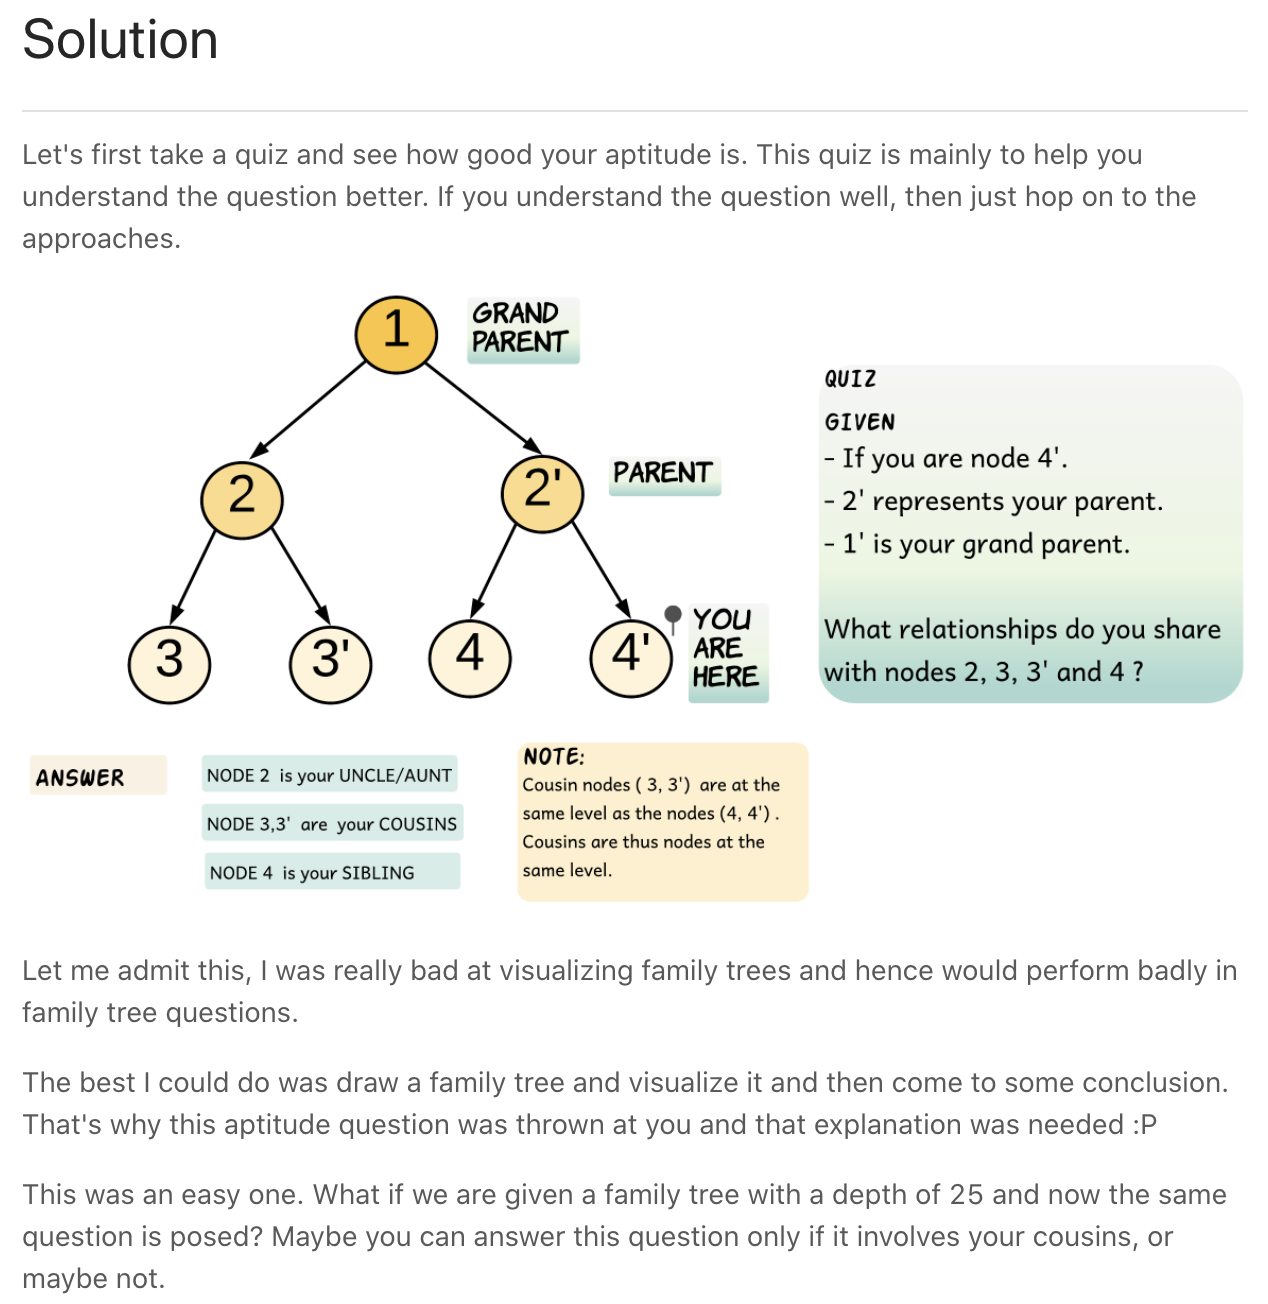 Solution
Let's first take a quiz and see how good your aptitude is. This quiz is mainly to help you
understand the question better. If you understand the question well, then just hop on to the
approaches.
1
GRAND
PARENT
2
2'
PARENT
3
3'
4
4'
YOU
ARE
HERE
QUIZ
GIVEN
- If you are node 4'.
- 2' represents your parent.
- 1' is your grand parent.
What relationships do you share
with nodes 2, 3, 3' and 4 ?
ANSWER
NODE 2 is your UNCLE/AUNT
NODE 3,3' are your COUSINS
NODE 4 is your SIBLING
NOTE:
Cousin nodes ( 3, 3') are at the
same level as the nodes (4, 4') .
Cousins are thus nodes at the
same level.
Let me admit this, I was really bad at visualizing family trees and hence would perform badly in
family tree questions.
The best I could do was draw a family tree and visualize it and then come to some conclusion.
That's why this aptitude question was thrown at you and that explanation was needed :P
This was an easy one. What if we are given a family tree with a depth of 25 and now the same
question is posed? Maybe you can answer this question only if it involves your cousins, or
maybe not.